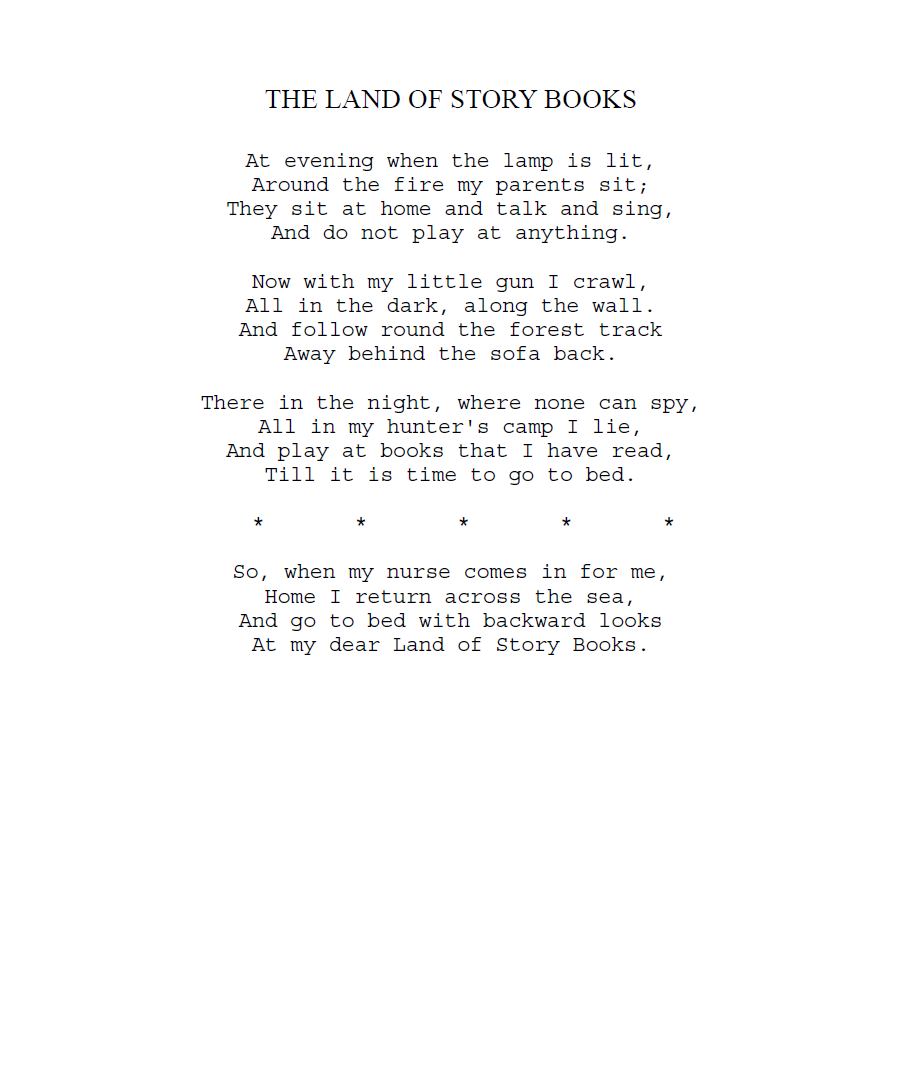 THE LAND OF STORY BOOKS
At evening when the lamp is lit,
Around the fire my parents sit;
They sit at home and talk and sing,
And do not play at anything.
Now with my little gun I crawl,
All in the dark, along the wall.
And follow round the forest track
Away behind the sofa back.
There in the night, where none can spy,
All in my hunter's camp I lie,
And play at books that I have read,
Till it is time to go to bed.
* * * * *
So, when my nurse comes in for me,
Home I return across the sea,
And go to bed with backward looks
At my dear Land of Story Books.